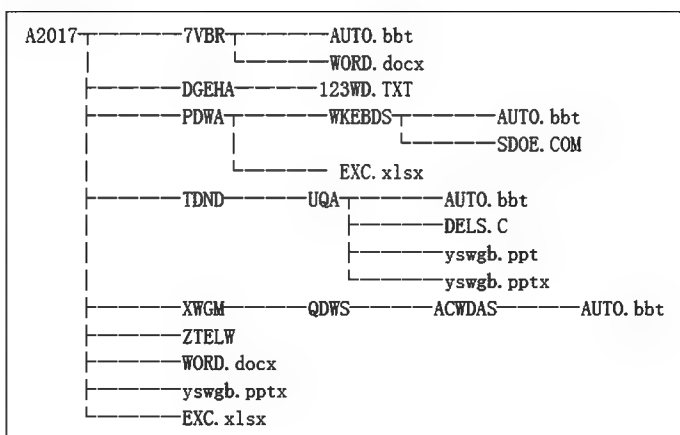 A2017 7VBR AUTO.bbt
WORD.docx
DGEHA 123WD.TXT
PDWA WKEBDS AUTO.bbt
SDOE.COM
EXC.xlsx
TDND UQA AUTO.bbt
DELS.C
yswgb.ppt
yswgb.pptx
XWGM QDWS ACWDAS AUTO.bbt
ZTELW
WORD.docx
yswgb.pptx
EXC.xlsx